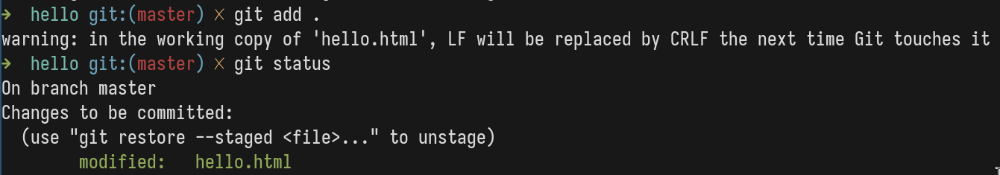 → hello git:(master) ✗ git add .
warning: in the working copy of 'hello.html', LF will be replaced by CRLF the next time Git touches it
→ hello git:(master) ✗ git status
On branch master
Changes to be committed:
  (use "git restore --staged <file>..." to unstage)
        modified:   hello.html